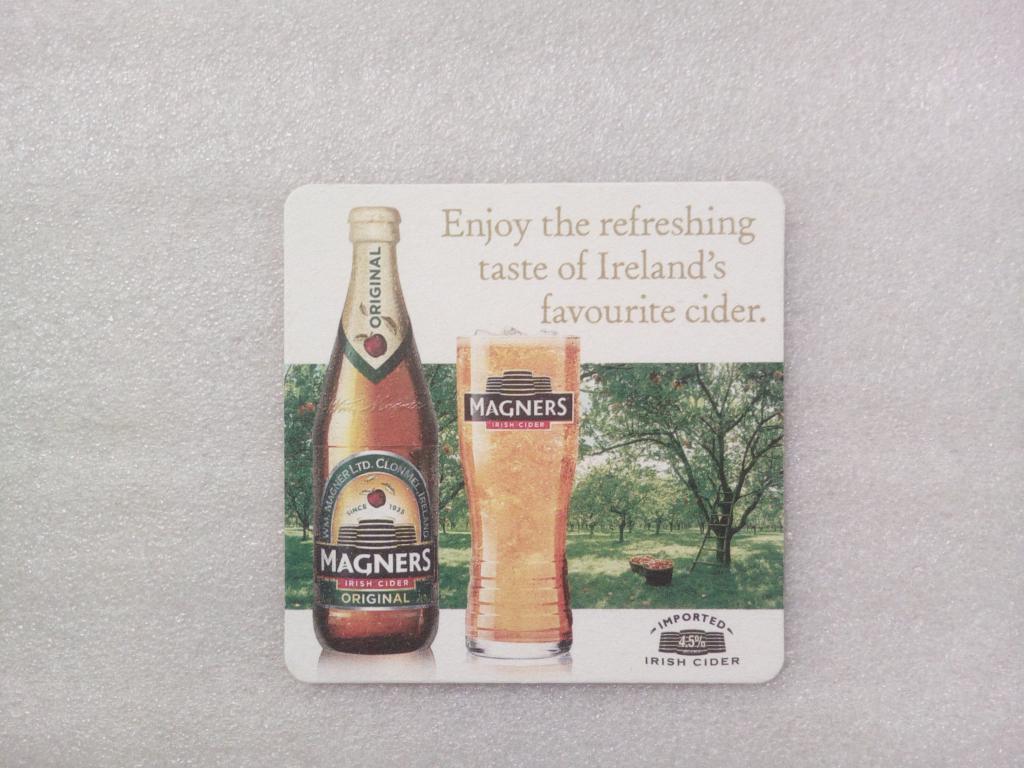 Enjoy the refreshing
taste of Ireland's
favourite cider.
ORIGINAL
WM. MAGNER LTD. CLONMEL, IRELAND
SINCE 1935
MAGNERS
IRISH CIDER
ORIGINAL
MAGNERS
IRISH CIDER
IMPORTED
4.5%
IRISH CIDER